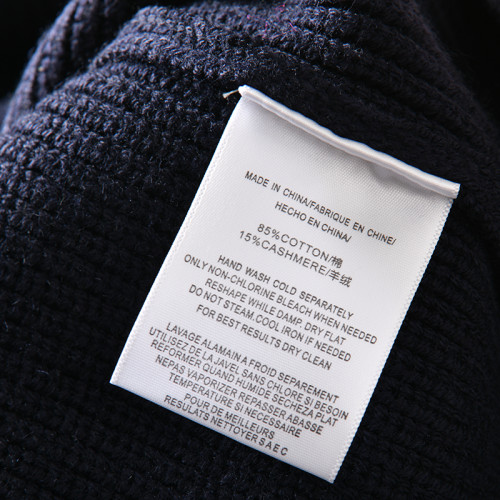 MADE IN CHINA/FABRIQUE EN CHINE/
HECHO EN CHINA/
85%COTTON/棉
15%CASHMERE/羊绒
HAND WASH COLD SEPARATELY
ONLY NON-CHLORINE BLEACH WHEN NEEDED
RESHAPE WHILE DAMP. DRY FLAT
DO NOT STEAM.COOL IRON IF NEEDED
FOR BEST RESULTS DRY CLEAN
LAVAGE ALAMAIN A FROID SEPAREMENT
UTILISEZ DE LA JAVEL SANS CHLORE SI BESOIN
REFORMER QUAND HUMIDE SECHEZA PLAT
NEPAS VAPORIZER REPASSER ABASSE
TEMPERATURE SI NECESSAIRE
POUR DE MEILLEURS
RESULATS NETTOYER S A E C